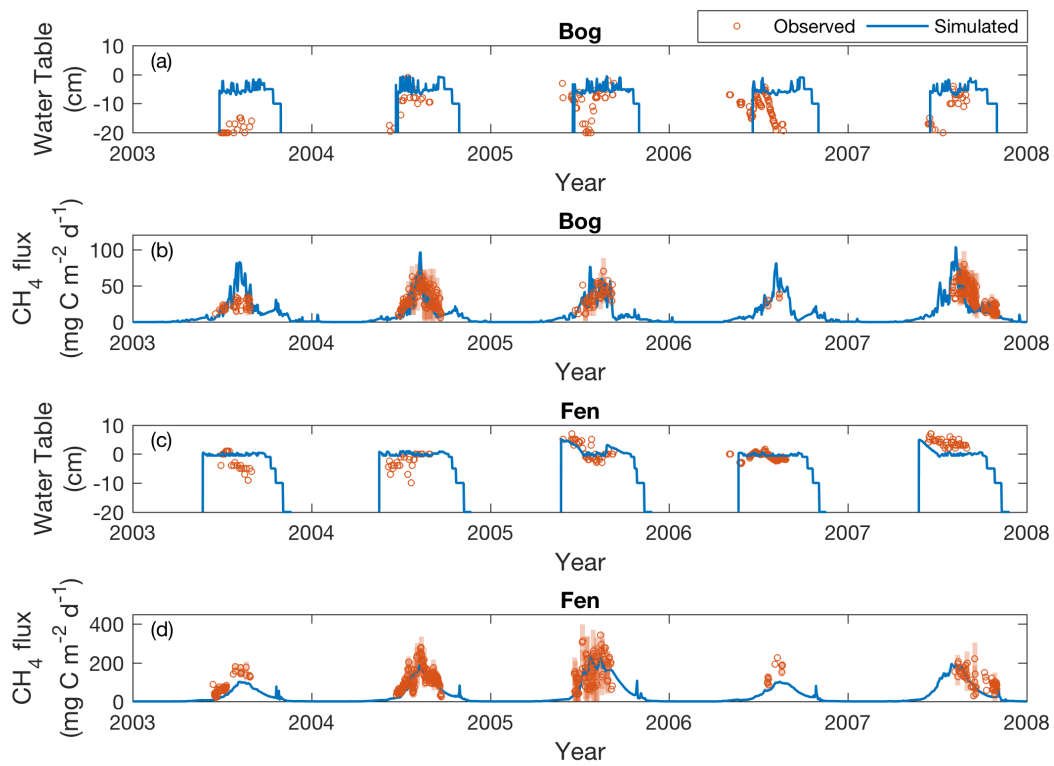 Observed Simulated
Bog
(a)
Water Table
(cm)
10
0
-10
-20
2003 2004 2005 2006 2007 2008
Year
Bog
(b)
CH4 flux
(mg C m-2 d-1)
100
50
0
2003 2004 2005 2006 2007 2008
Year
Fen
(c)
Water Table
(cm)
10
0
-10
-20
2003 2004 2005 2006 2007 2008
Year
Fen
(d)
CH4 flux
(mg C m-2 d-1)
400
200
0
2003 2004 2005 2006 2007 2008
Year